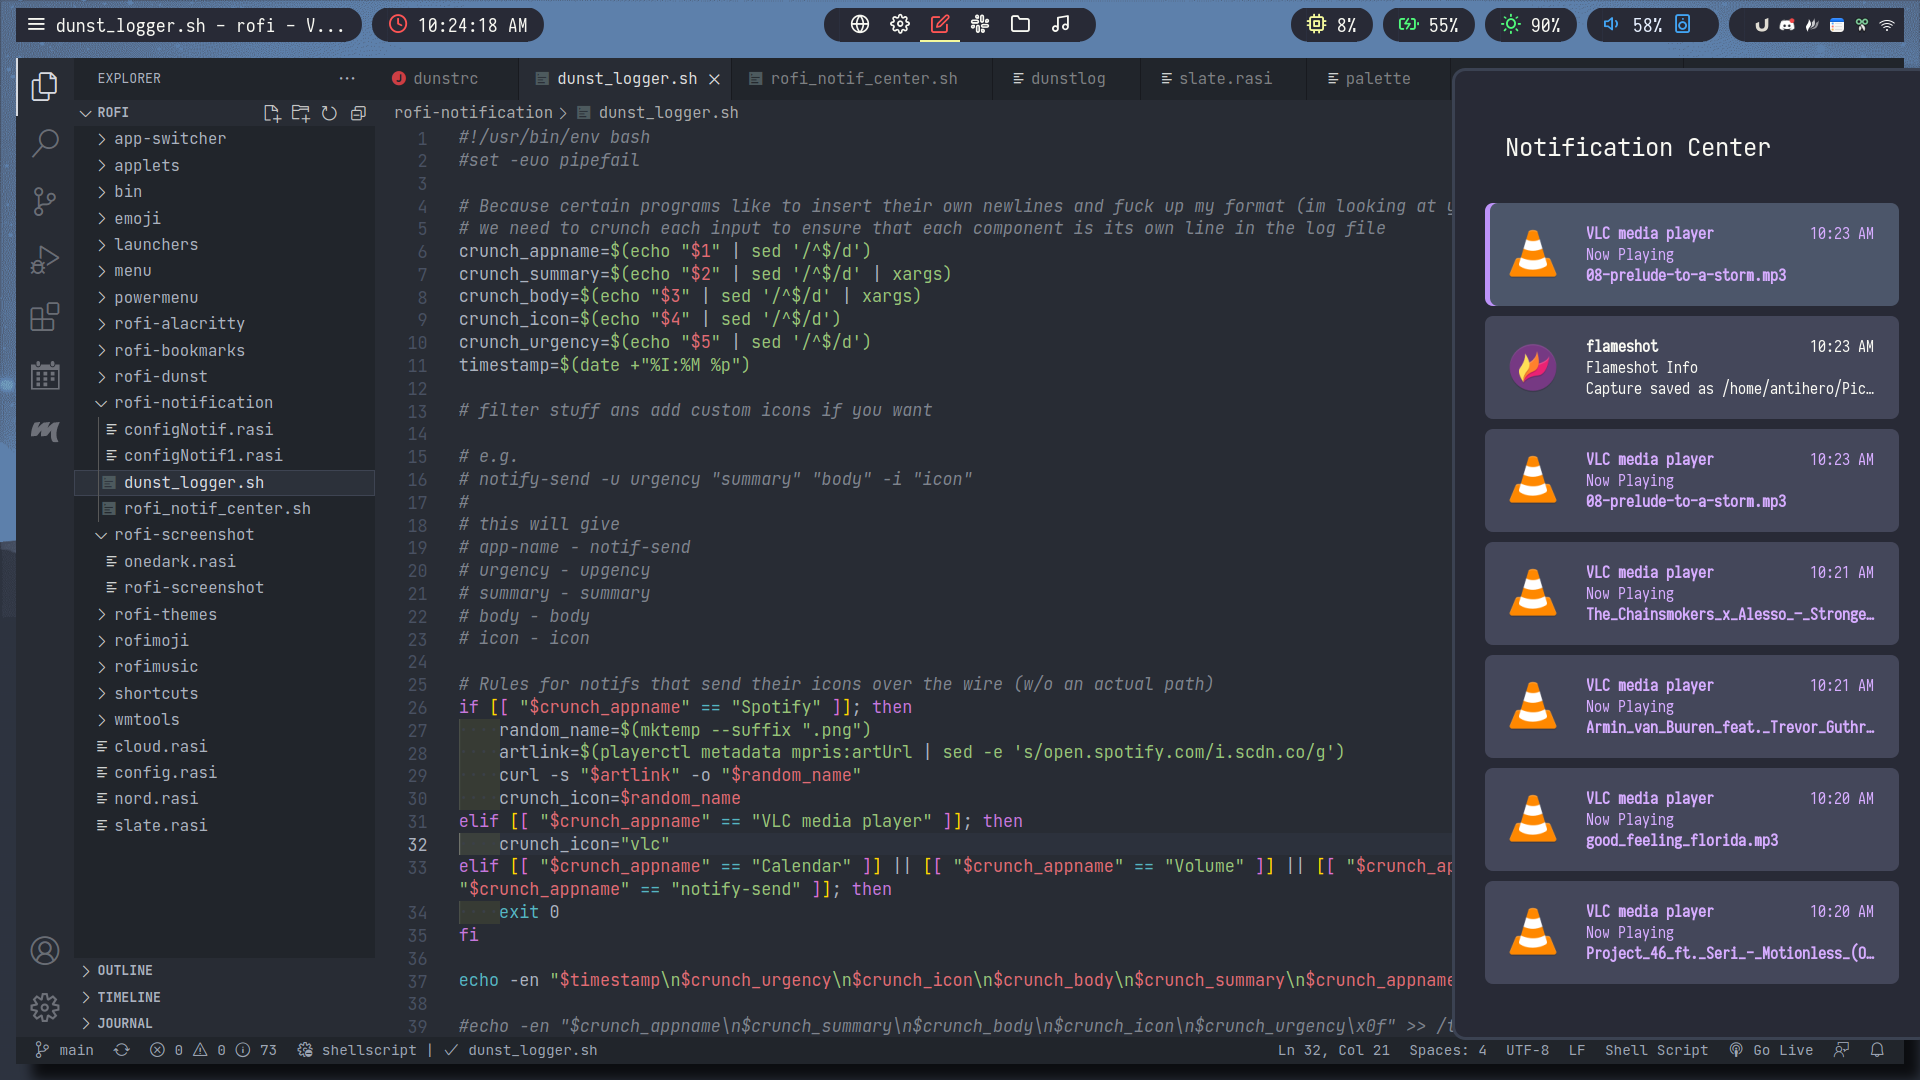 dunst_logger.sh - rofi - V...
10:24:18 AM
8%
55%
90%
58%
EXPLORER
ROFI
app-switcher
applets
bin
emoji
launchers
menu
powermenu
rofi-alacritty
rofi-bookmarks
rofi-dunst
rofi-notification
configNotif.rasi
configNotif1.rasi
dunst_logger.sh
rofi_notif_center.sh
rofi-screenshot
onedark.rasi
rofi-screenshot
rofi-themes
rofimoji
rofimusic
shortcuts
wmtools
cloud.rasi
config.rasi
nord.rasi
slate.rasi
OUTLINE
TIMELINE
JOURNAL
dunstrc
dunst_logger.sh
rofi_notif_center.sh
dunstlog
slate.rasi
palette
rofi-notification > dunst_logger.sh
1 #!/usr/bin/env bash
2 #set -euo pipefail
3
4 # Because certain programs like to insert their own newlines and fuck up my format (im looking at
5 # we need to crunch each input to ensure that each component is its own line in the log file
6 crunch_appname=$(echo "$1" | sed '/^$/d')
7 crunch_summary=$(echo "$2" | sed '/^$/d' | xargs)
8 crunch_body=$(echo "$3" | sed '/^$/d' | xargs)
9 crunch_icon=$(echo "$4" | sed '/^$/d')
10 crunch_urgency=$(echo "$5" | sed '/^$/d')
11 timestamp=$(date +"%I:%M %p")
12
13 # filter stuff ans add custom icons if you want
14
15 # e.g.
16 # notify-send -u urgency "summary" "body" -i "icon"
17 #
18 # this will give
19 # app-name - notif-send
20 # urgency - upgency
21 # summary - summary
22 # body - body
23 # icon - icon
24
25 # Rules for notifs that send their icons over the wire (w/o an actual path)
26 if [[ "$crunch_appname" == "Spotify" ]]; then
27 random_name=$(mktemp --suffix ".png")
28 artlink=$(playerctl metadata mpris:artUrl | sed -e 's/open.spotify.com/i.scdn.co/g')
29 curl -s "$artlink" -o "$random_name"
30 crunch_icon=$random_name
31 elif [[ "$crunch_appname" == "VLC media player" ]]; then
32 crunch_icon="vlc"
33 elif [[ "$crunch_appname" == "Calendar" ]] || [[ "$crunch_appname" == "Volume" ]] || [[ "$crunch_ap
"$crunch_appname" == "notify-send" ]]; then
34 exit 0
35 fi
36
37 echo -en "$timestamp\n$crunch_urgency\n$crunch_icon\n$crunch_body\n$crunch_summary\n$crunch_appname
38
39 #echo -en "$crunch_appname\n$crunch_summary\n$crunch_body\n$crunch_icon\n$crunch_urgency\x0f" >> /t
Notification Center
VLC media player 10:23 AM
Now Playing
08-prelude-to-a-storm.mp3
flameshot 10:23 AM
Flameshot Info
Capture saved as /home/antihero/Pic…
VLC media player 10:23 AM
Now Playing
08-prelude-to-a-storm.mp3
VLC media player 10:21 AM
Now Playing
The_Chainsmokers_x_Alesso_-_Stronge…
VLC media player 10:21 AM
Now Playing
Armin_van_Buuren_feat._Trevor_Guthr…
VLC media player 10:20 AM
Now Playing
good_feeling_florida.mp3
VLC media player 10:20 AM
Now Playing
Project_46_ft._Seri_-_Motionless_(O…
main 0 0 73 shellscript | dunst_logger.sh
Ln 32, Col 21 Spaces: 4 UTF-8 LF Shell Script Go Live